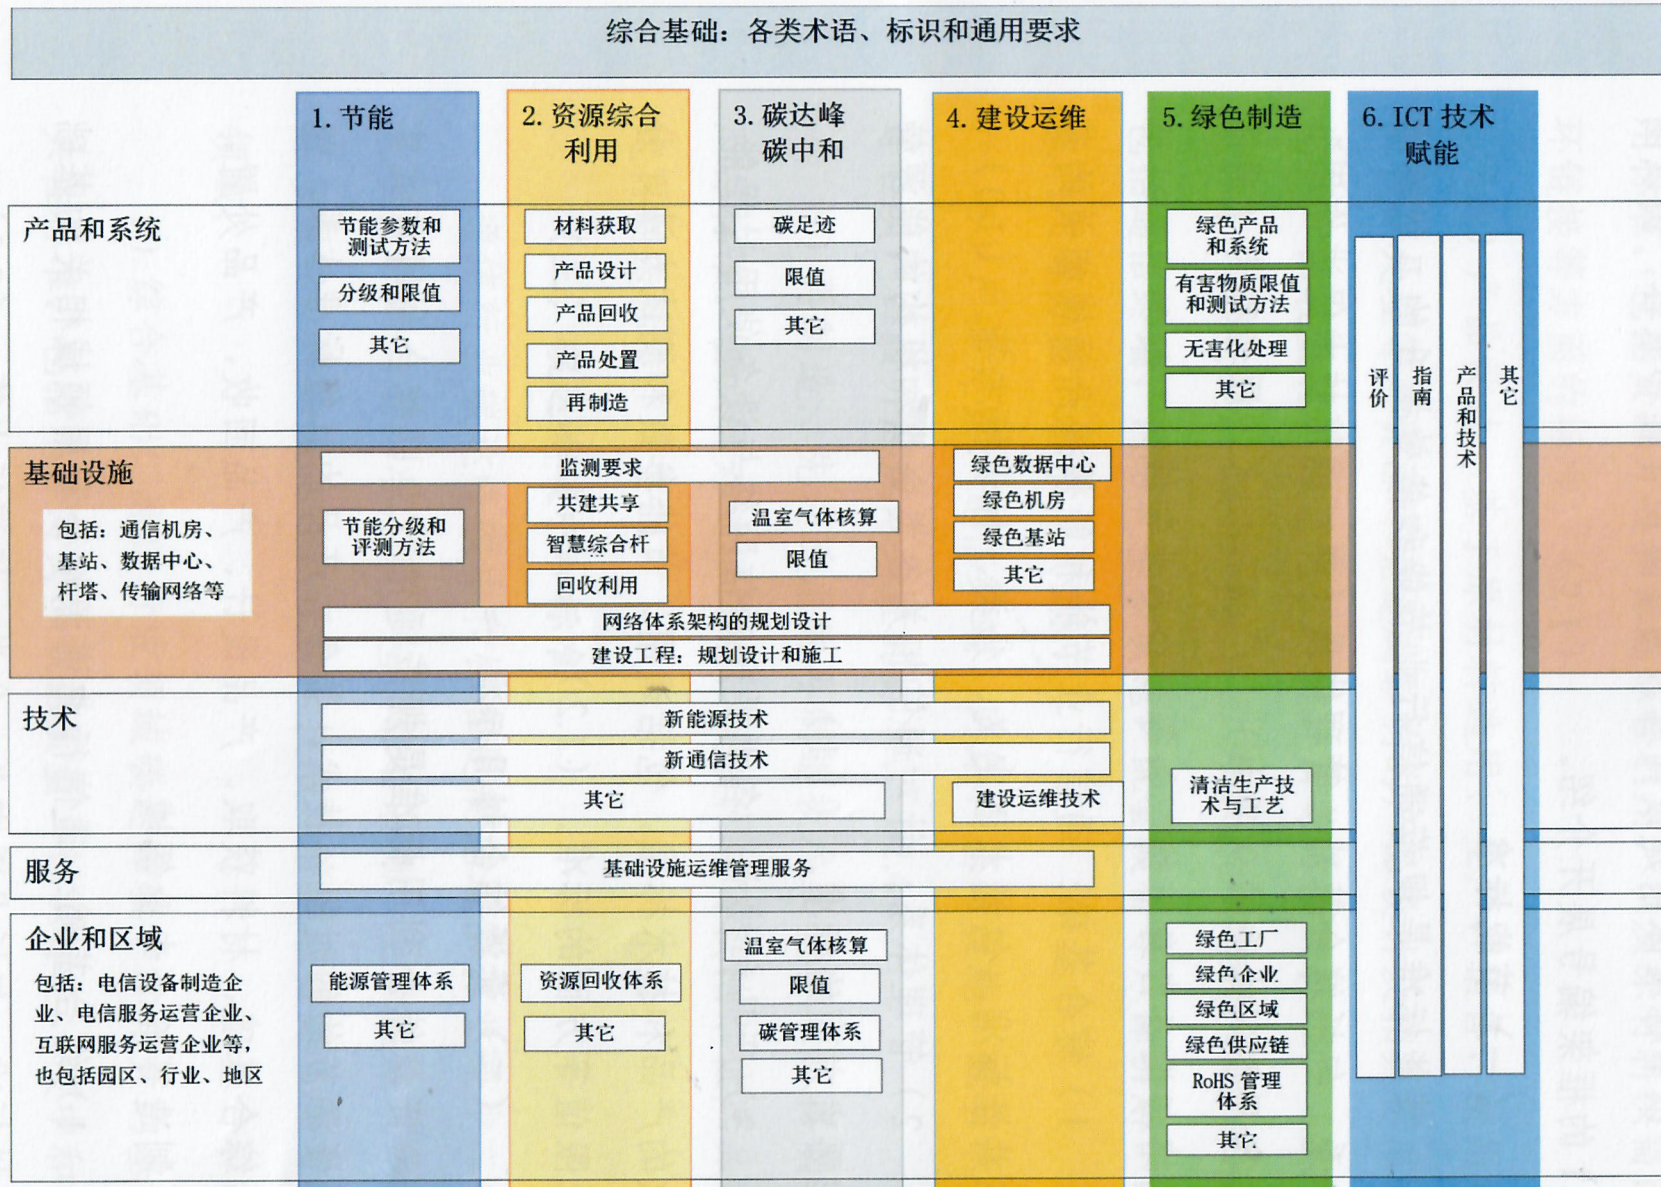 综合基础：各类术语、标识和通用要求
1. 节能
2. 资源综合
利用
3. 碳达峰
碳中和
4. 建设运维
5. 绿色制造
6. ICT 技术
赋能
产品和系统
节能参数和
测试方法
分级和限值
其它
材料获取
产品设计
产品回收
产品处置
再制造
碳足迹
限值
其它
绿色产品
和系统
有害物质限值
和测试方法
无害化处理
其它
评价
指南
产品和技术
其它
基础设施
包括：通信机房、
基站、数据中心、
杆塔、传输网络等
监测要求
节能分级和
评测方法
共建共享
智慧综合杆
回收利用
温室气体核算
限值
绿色数据中心
绿色机房
绿色基站
其它
网络体系架构的规划设计
建设工程：规划设计和施工
技术
新能源技术
新通信技术
其它
建设运维技术
清洁生产技
术与工艺
服务
基础设施运维管理服务
企业和区域
包括：电信设备制造企
业、电信服务运营企业、
互联网服务运营企业等，
也包括园区、行业、地区
能源管理体系
其它
资源回收体系
其它
温室气体核算
限值
碳管理体系
其它
绿色工厂
绿色企业
绿色区域
绿色供应链
RoHS 管理
体系
其它